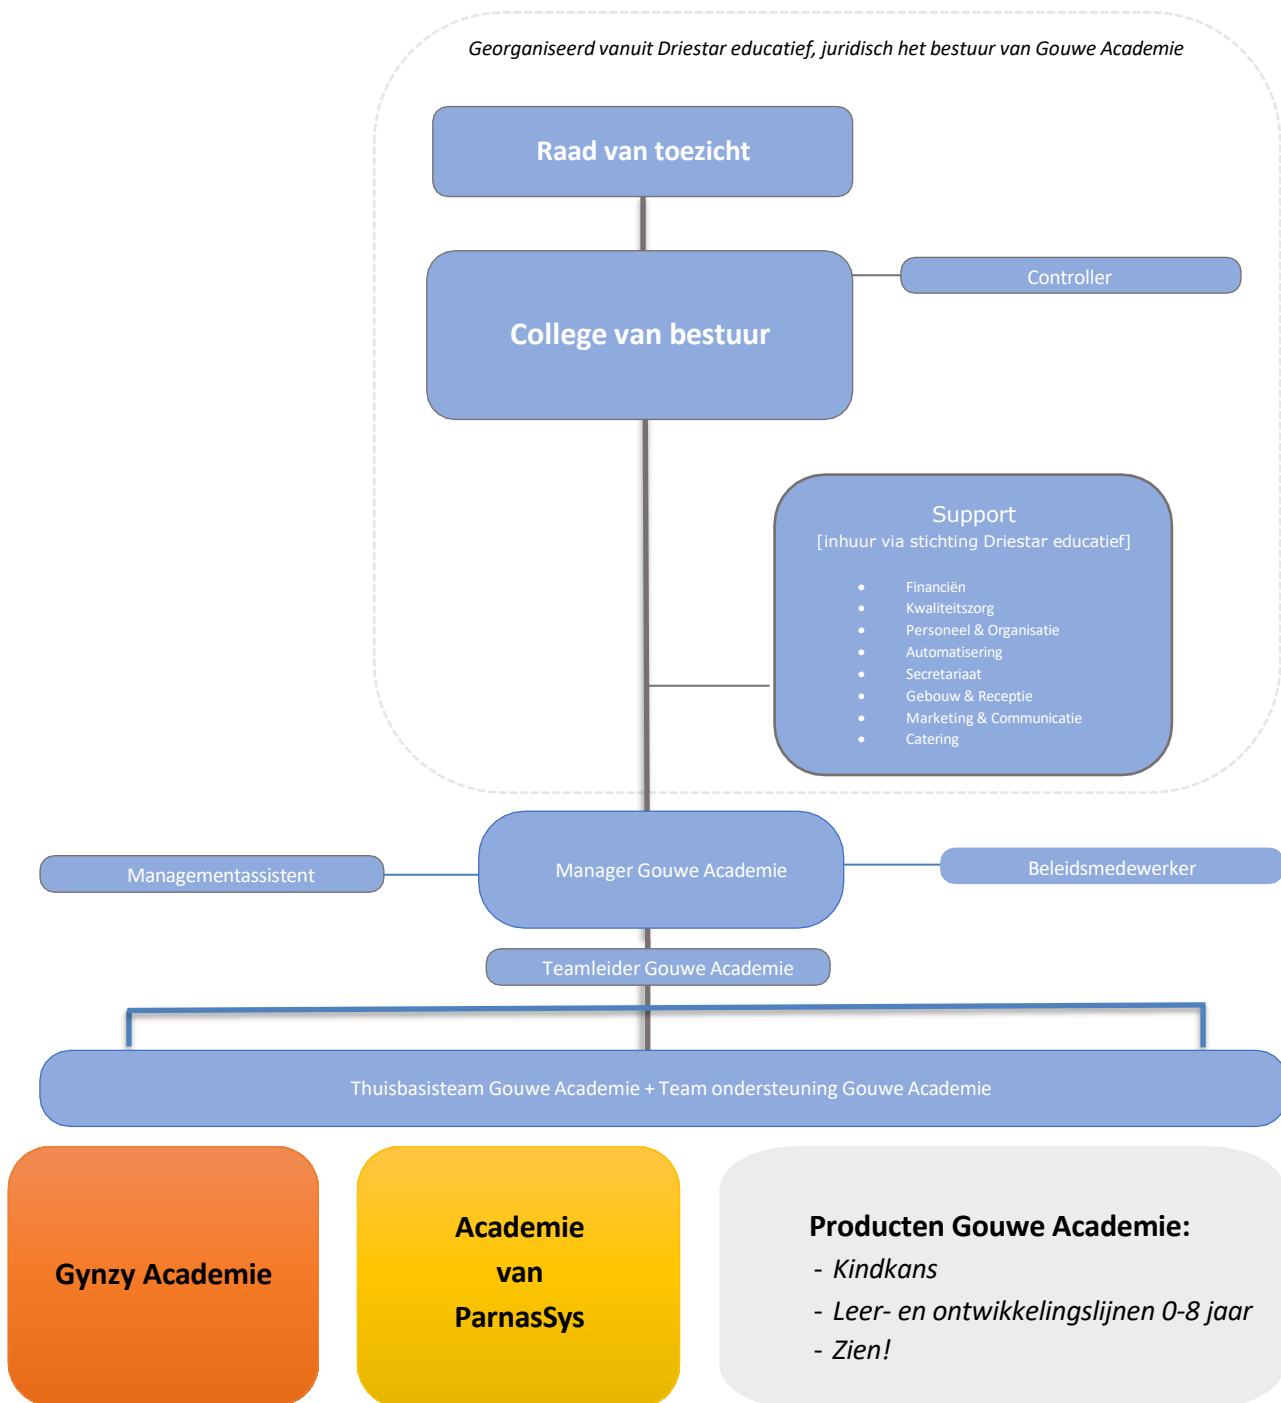 Georganiseerd vanuit Driestar educatief, juridisch het bestuur van Gouwe Academie
Raad van toezicht
College van bestuur
Controller
Support
[inhuur via stichting Driestar educatief]
• Financiën
• Kwaliteitszorg
• Personeel & Organisatie
• Automatisering
• Secretariaat
• Gebouw & Receptie
• Marketing & Communicatie
• Catering
Managementassistent
Manager Gouwe Academie
Beleidsmedewerker
Teamleider Gouwe Academie
Thuisbasisteam Gouwe Academie + Team ondersteuning Gouwe Academie
Gynzy Academie
Academie
van
ParnasSys
Producten Gouwe Academie:
- Kindkans
- Leer- en ontwikkelingslijnen 0-8 jaar
- Zien!